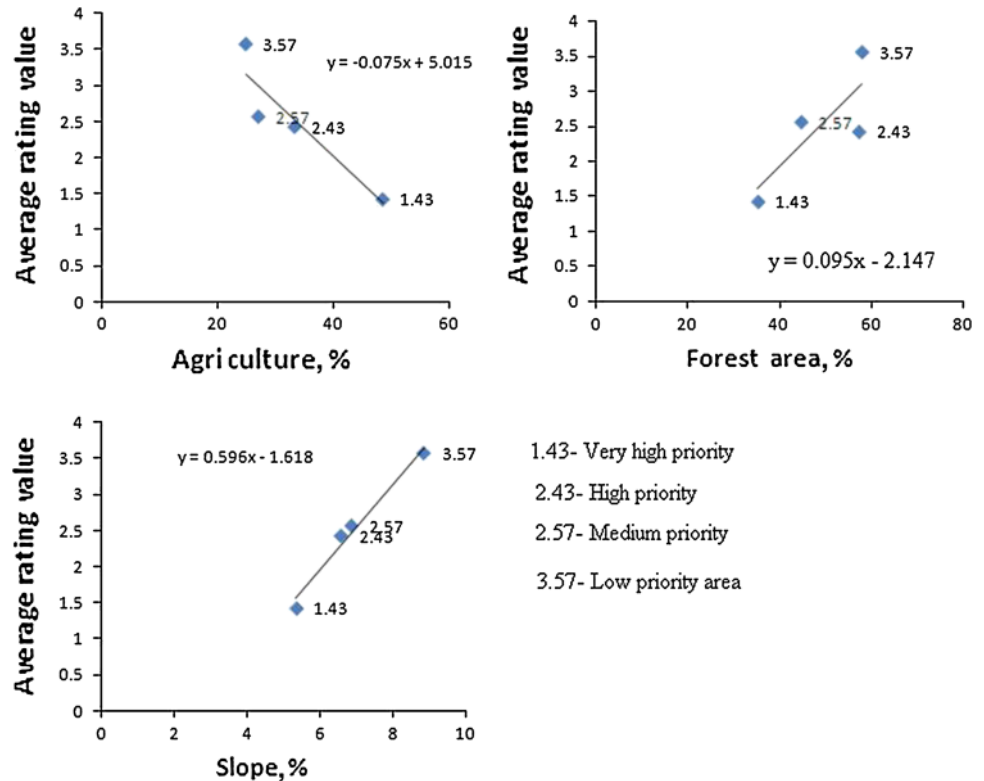 Average rating value
4
3.5
3
2.5
2
1.5
1
0.5
0
3.57
2.57
2.43
1.43
y = -0.075x + 5.015
0 20 40 60
Agriculture, %
Average rating value
4
3.5
3
2.5
2
1.5
1
0.5
0
3.57
2.57
2.43
1.43
y = 0.095x - 2.147
0 20 40 60 80
Forest area, %
Average rating value
4
3.5
3
2.5
2
1.5
1
0.5
0
y = 0.596x - 1.618
3.57
2.57
2.43
1.43
0 2 4 6 8 10
Slope, %
1.43- Very high priority
2.43- High priority
2.57- Medium priority
3.57- Low priority area